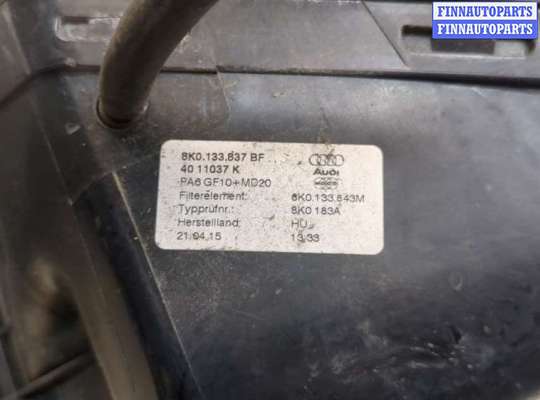 FINNAUTOPARTS
FINNAUTOPARTS
8K0.133.837 BF
40 11037 K
Audi
PA6 GF10+MD20
Filterelement: 8K0.133.843M
Typprüfnr.: 8K0 183A
Herstellland: HU
21.04.15 13:33